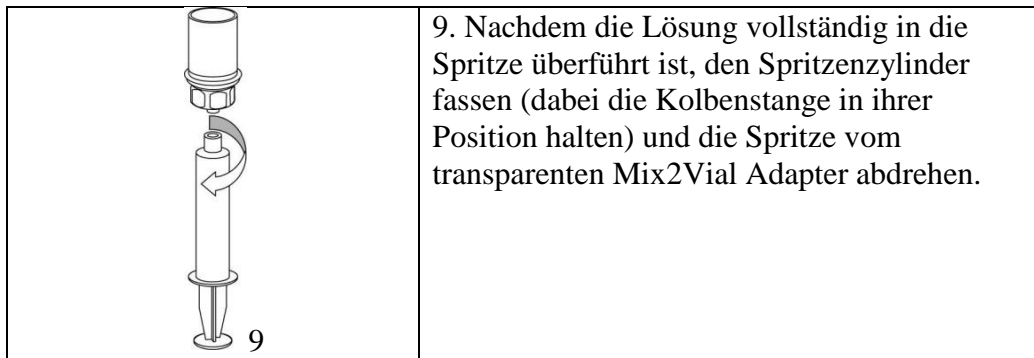 9. Nachdem die Lösung vollständig in die
Spritze überführt ist, den Spritzenzylinder
fassen (dabei die Kolbenstange in ihrer
Position halten) und die Spritze vom
transparenten Mix2Vial Adapter abdrehen.
9